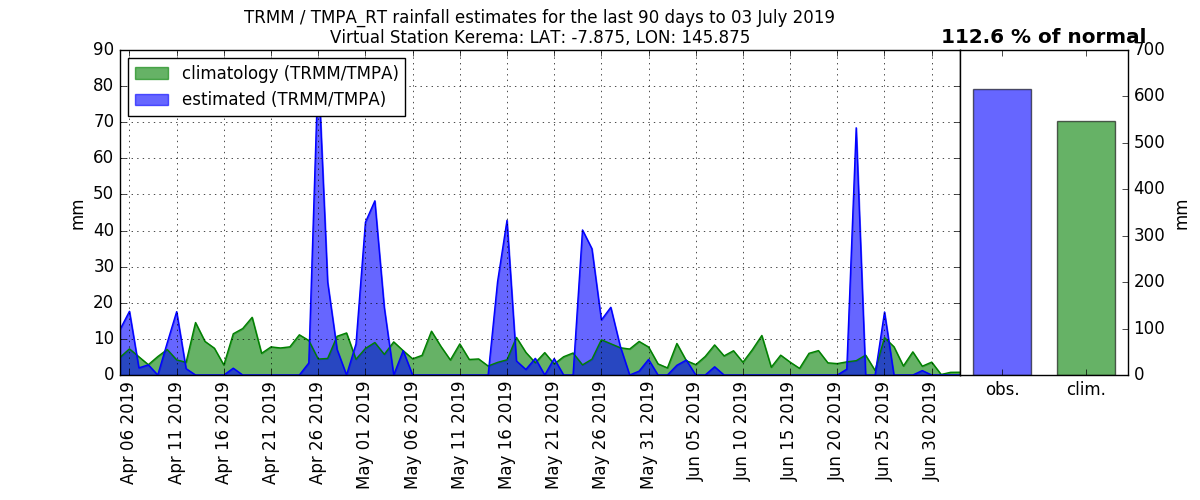 TRMM / TMPA_RT rainfall estimates for the last 90 days to 03 July 2019
Virtual Station Kerema: LAT: -7.875, LON: 145.875
112.6 % of normal
climatology (TRMM/TMPA)
estimated (TRMM/TMPA)
mm
90
80
70
60
50
40
30
20
10
0
Apr 06 2019
Apr 11 2019
Apr 16 2019
Apr 21 2019
Apr 26 2019
May 01 2019
May 06 2019
May 11 2019
May 16 2019
May 21 2019
May 26 2019
May 31 2019
Jun 05 2019
Jun 10 2019
Jun 15 2019
Jun 20 2019
Jun 25 2019
Jun 30 2019
obs.
clim.
700
600
500
400
300
200
100
0
mm